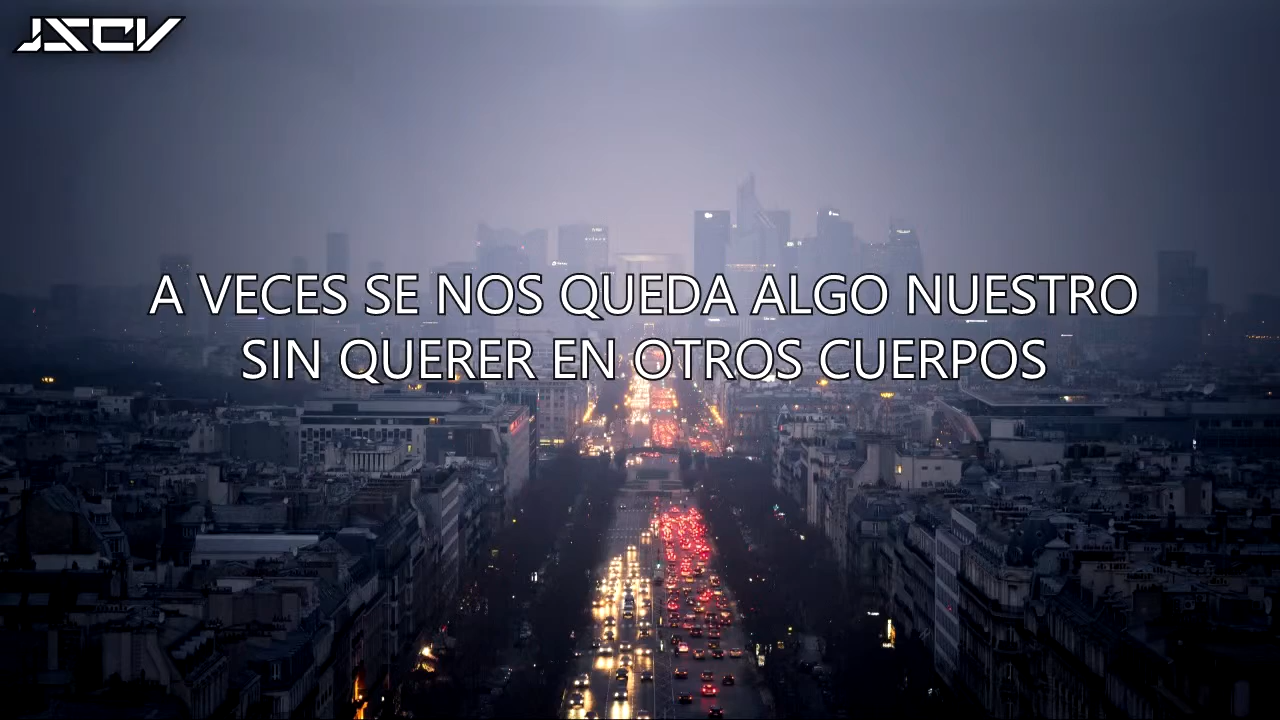 JSCV
A VECES SE NOS QUEDA ALGO NUESTRO
SIN QUERER EN OTROS CUERPOS